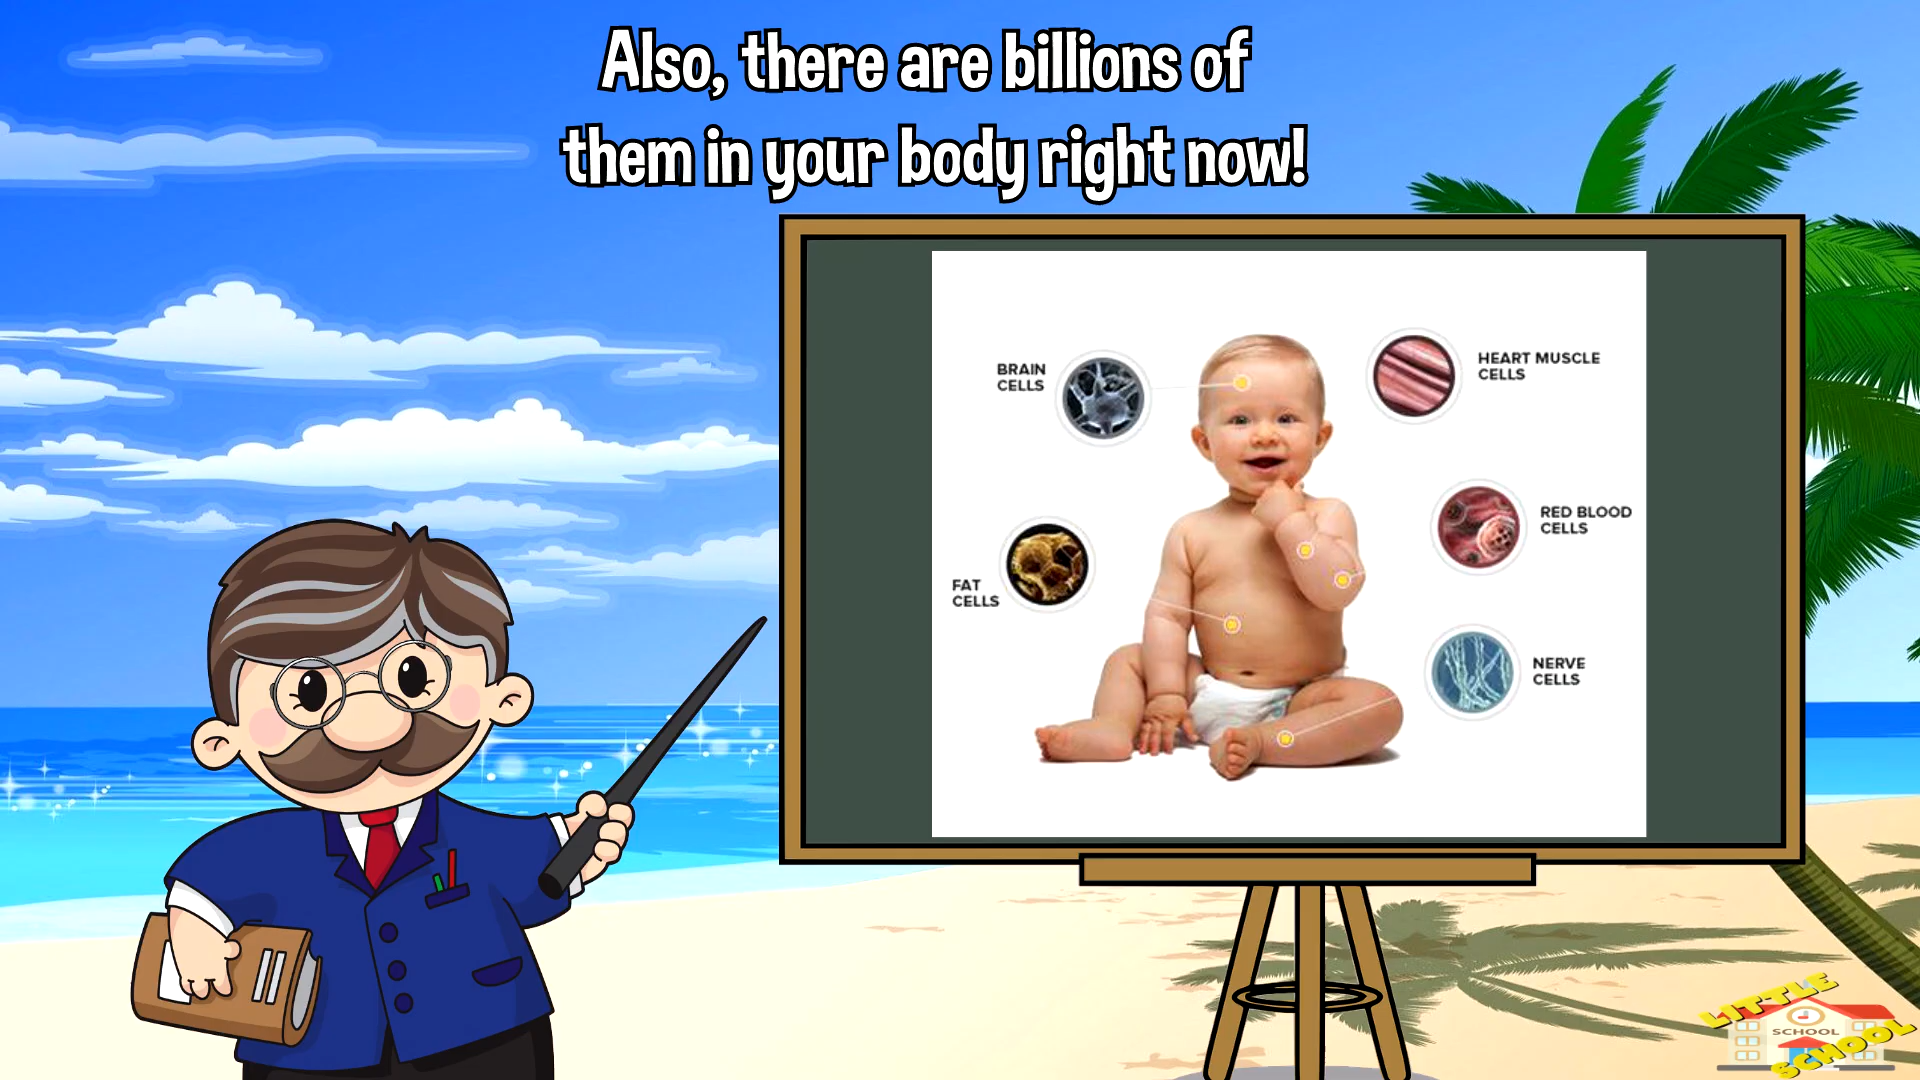 Also, there are billions of
them in your body right now!
BRAIN
CELLS
HEART MUSCLE
CELLS
FAT
CELLS
RED BLOOD
CELLS
NERVE
CELLS
LITTLE
SCHOOL
SCHOOL